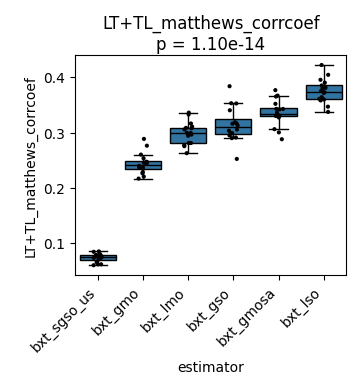 LT+TL_matthews_corrcoef
p = 1.10e-14
LT+TL_matthews_corrcoef
0.4
0.3
0.2
0.1
bxt_sgso_us
bxt_gmo
bxt_lmo
bxt_gso
bxt_gmosa
bxt_lso
estimator